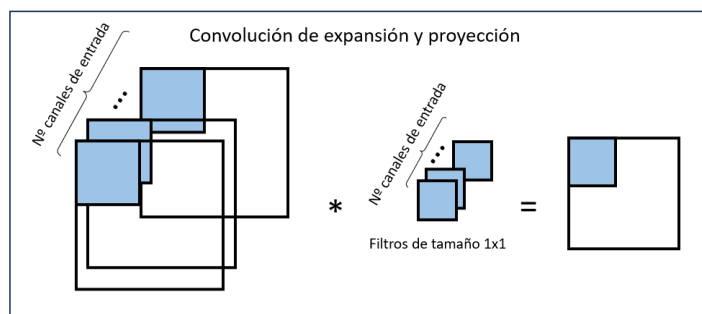 Convolución de expansión y proyección
Nº canales de entrada
...
Nº canales de entrada
...
*
=
Filtros de tamaño 1x1